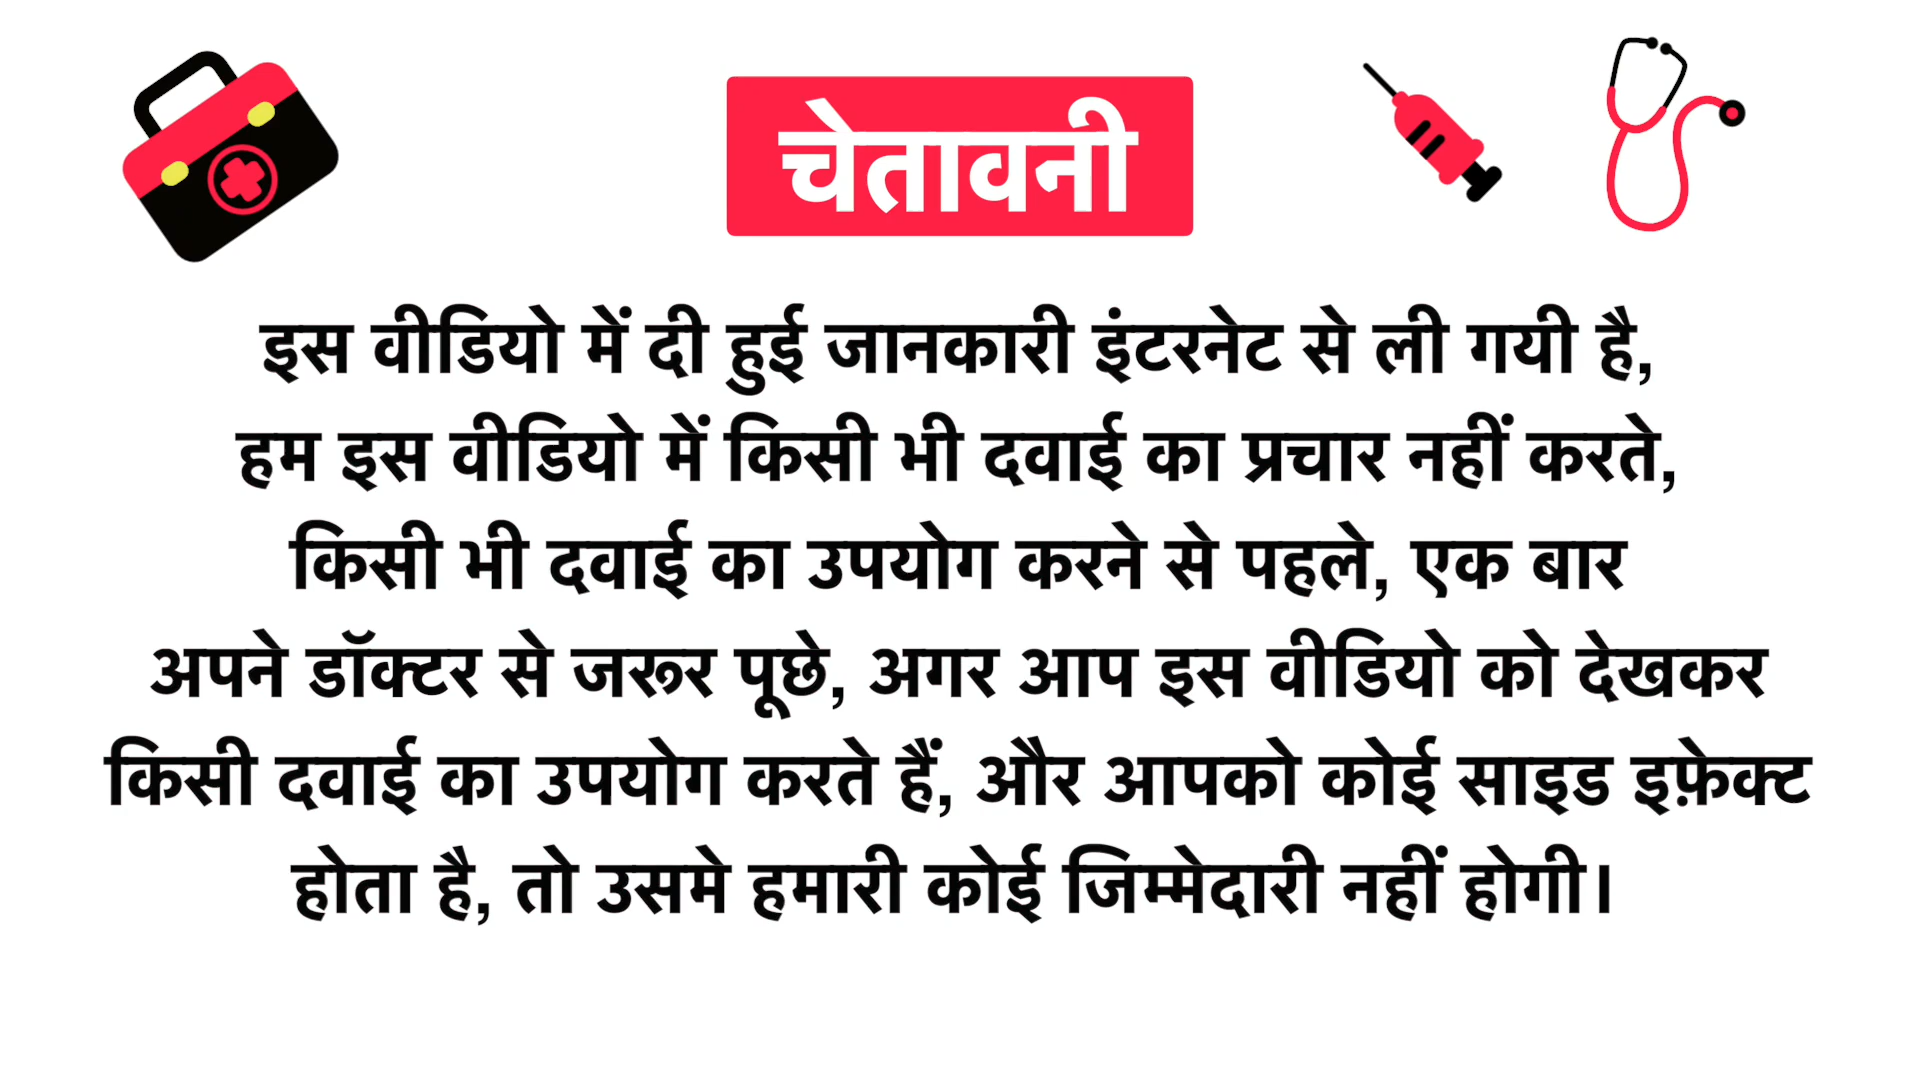 चेतावनी
इस वीडियो में दी हुई जानकारी इंटरनेट से ली गयी है,
हम इस वीडियो में किसी भी दवाई का प्रचार नहीं करते,
किसी भी दवाई का उपयोग करने से पहले, एक बार
अपने डॉक्टर से जरूर पूछे, अगर आप इस वीडियो को देखकर
किसी दवाई का उपयोग करते हैं, और आपको कोई साइड इफ़ेक्ट
होता है, तो उसमे हमारी कोई जिम्मेदारी नहीं होगी।